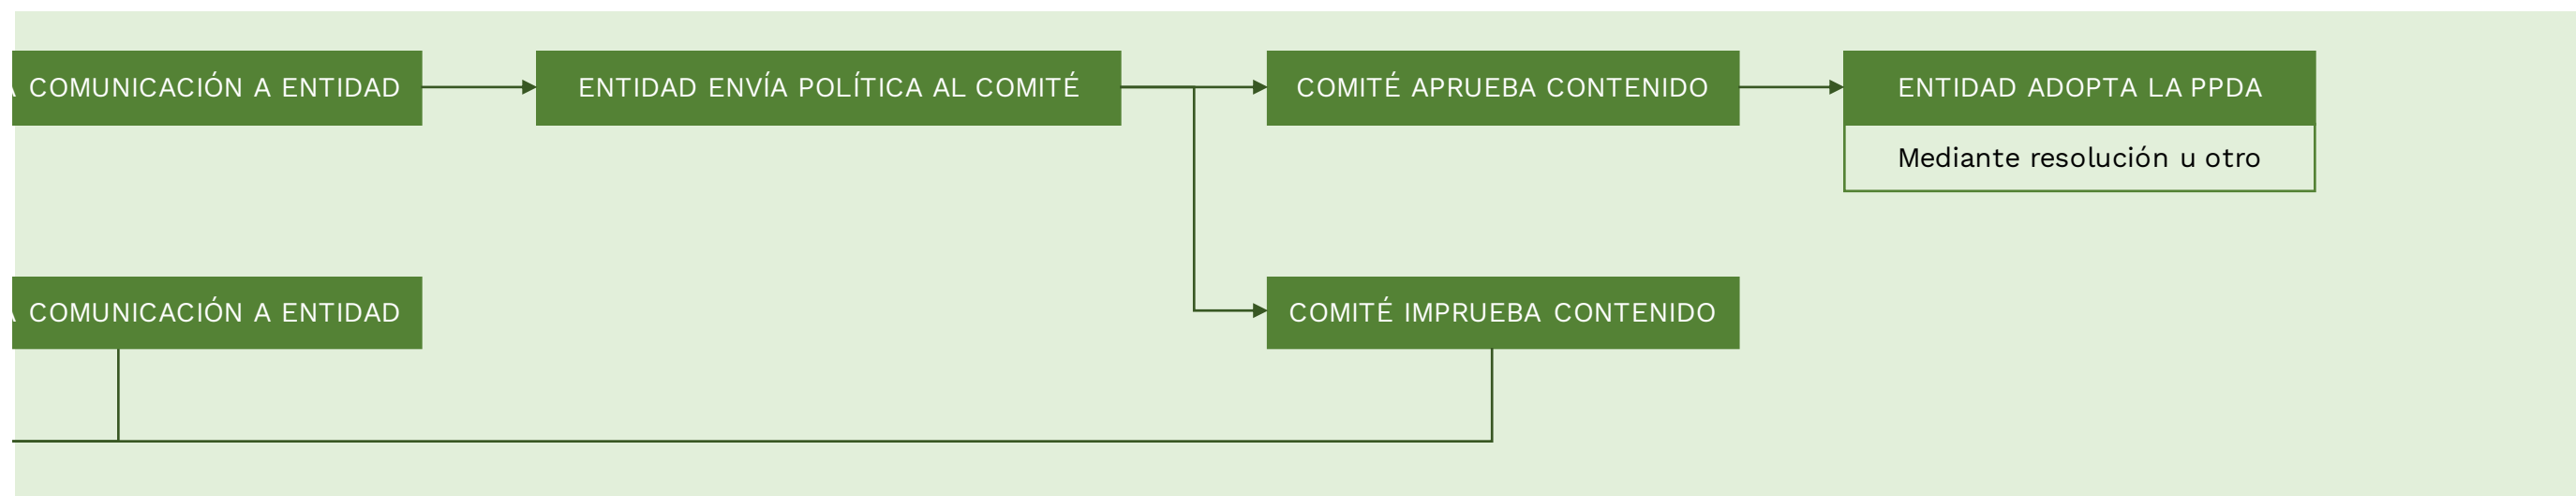 COMUNICACIÓN A ENTIDAD
ENTIDAD ENVÍA POLÍTICA AL COMITÉ
COMITÉ APRUEBA CONTENIDO
ENTIDAD ADOPTA LA PPDA
Mediante resolución u otro
COMUNICACIÓN A ENTIDAD
COMITÉ IMPRUEBA CONTENIDO